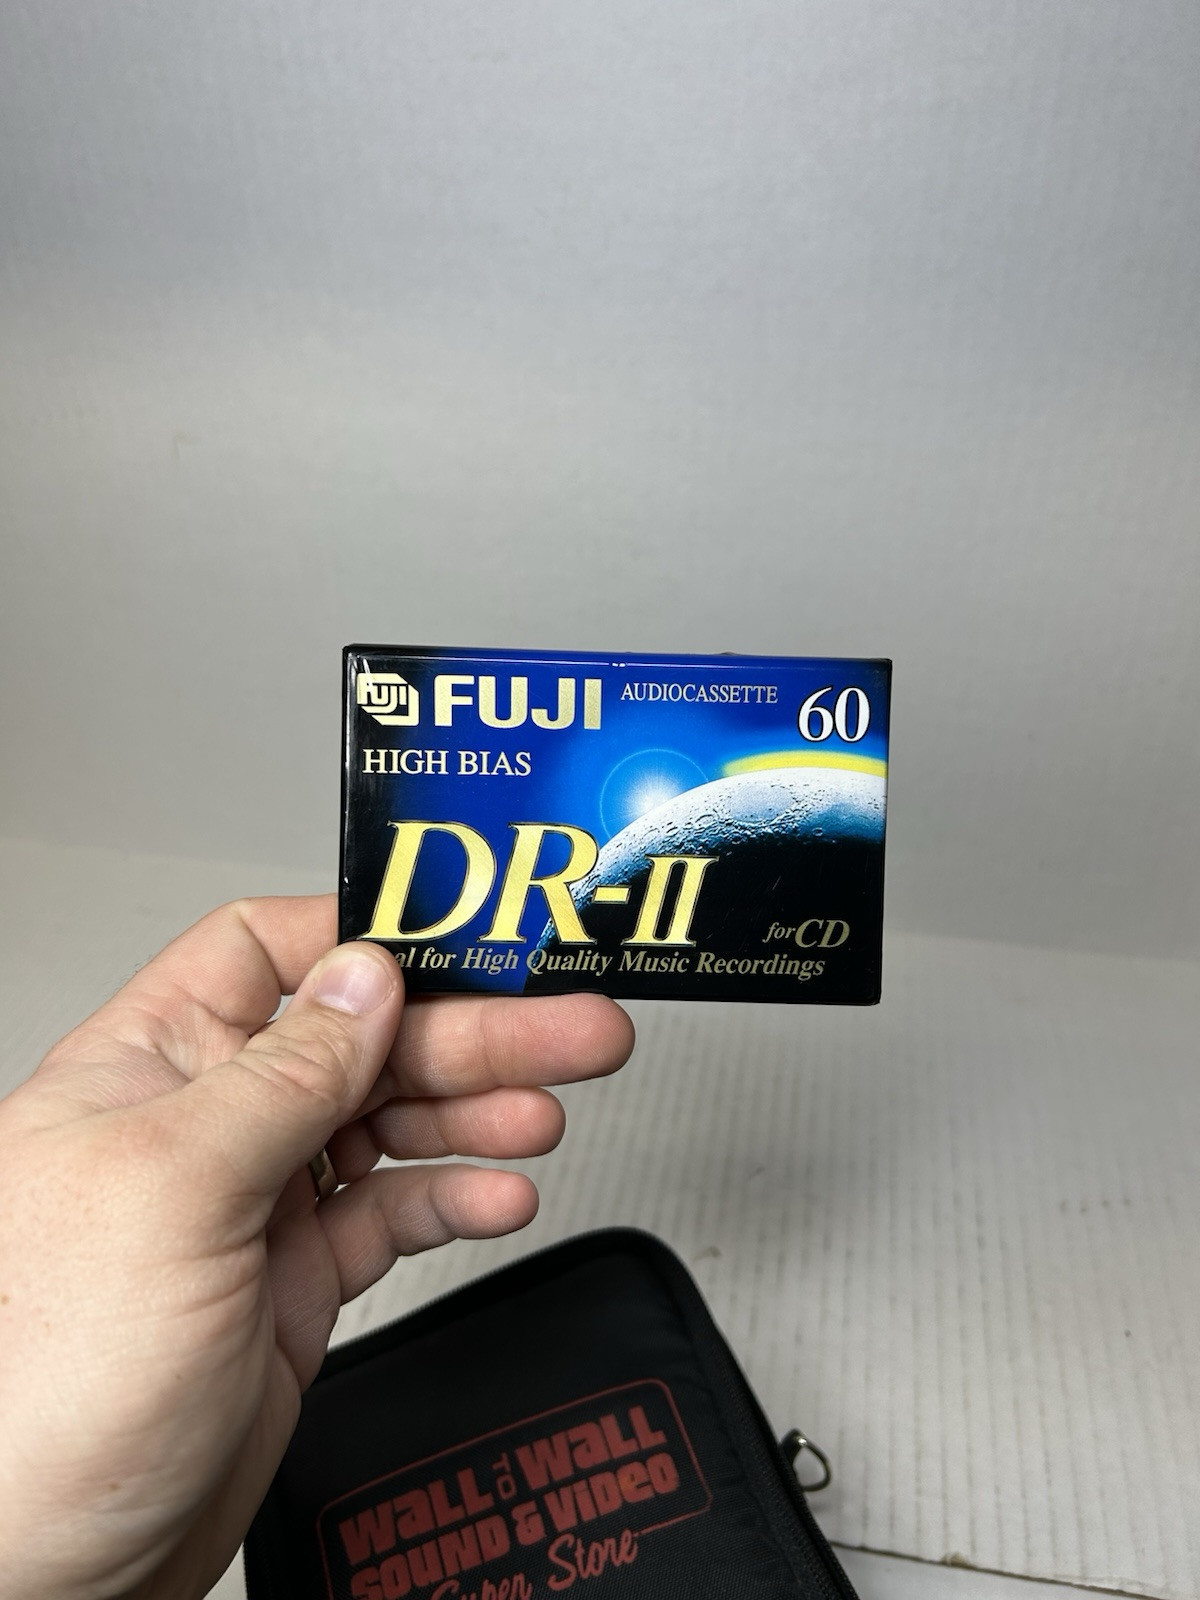 FUJI FUJI AUDIOCASSETTE 60
HIGH BIAS
DR-II
for CD
al for High Quality Music Recordings
Wall to Wall
Sound & Video
Super Store